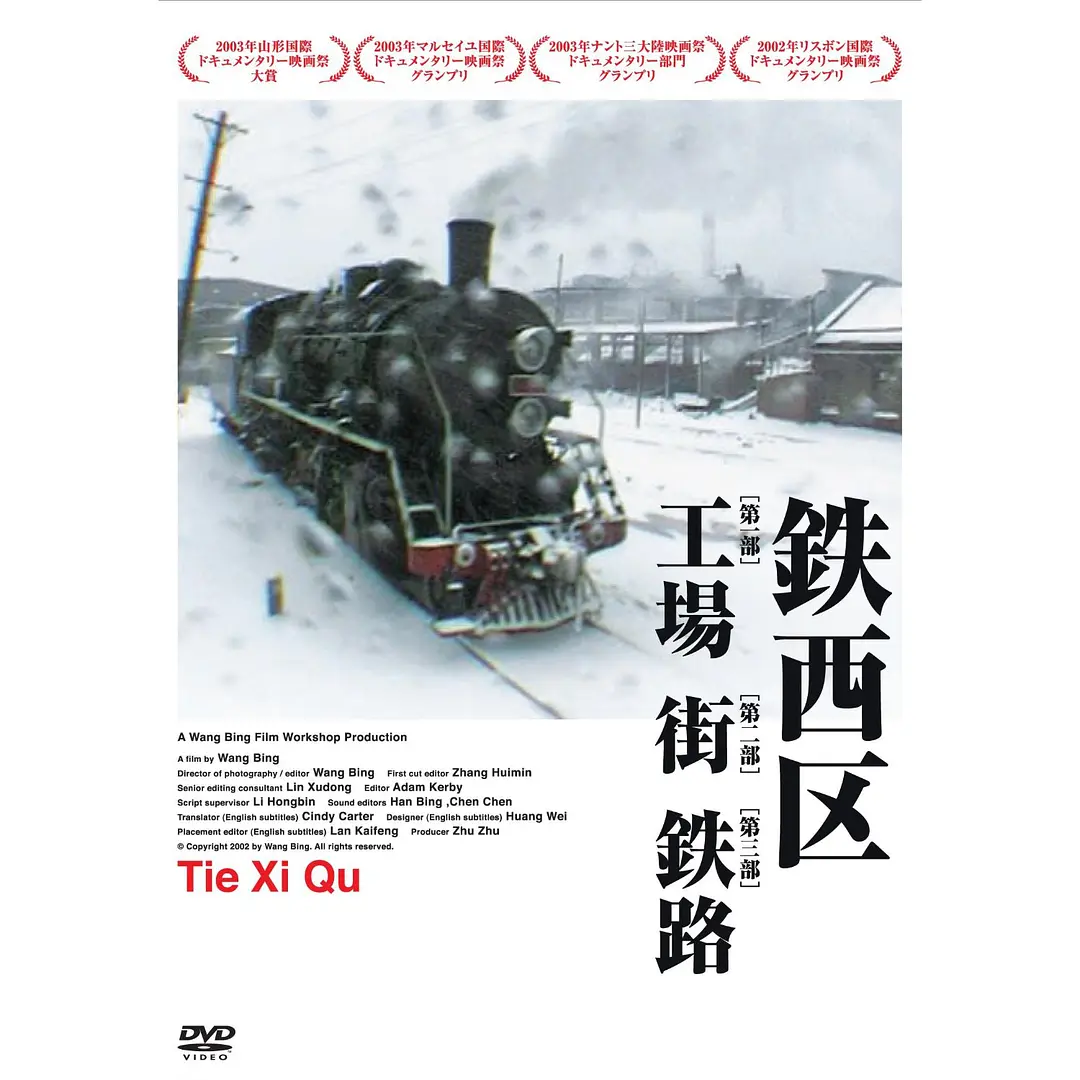 2003年山形国際
ドキュメンタリー映画祭
大賞
2003年マルセイユ国際
ドキュメンタリー映画祭
グランプリ
2003年ナント三大陸映画祭
ドキュメンタリー部門
グランプリ
2002年リスボン国際
ドキュメンタリー映画祭
グランプリ
鉄西区
[第一部]
工場
[第二部]
街
[第三部]
鉄路
A Wang Bing Film Workshop Production
A film by Wang Bing
Director of photography / editor Wang Bing First cut editor Zhang Huimin
Senior editing consultant Lin Xudong Editor Adam Kerby
Script supervisor Li Hongbin Sound editors Han Bing ,Chen Chen
Translator (English subtitles) Cindy Carter Designer (English subtitles) Huang Wei
Placement editor (English subtitles) Lan Kaifeng Producer Zhu Zhu
© Copyright 2002 by Wang Bing. All rights reserved.
Tie Xi Qu
DVD
VIDEO